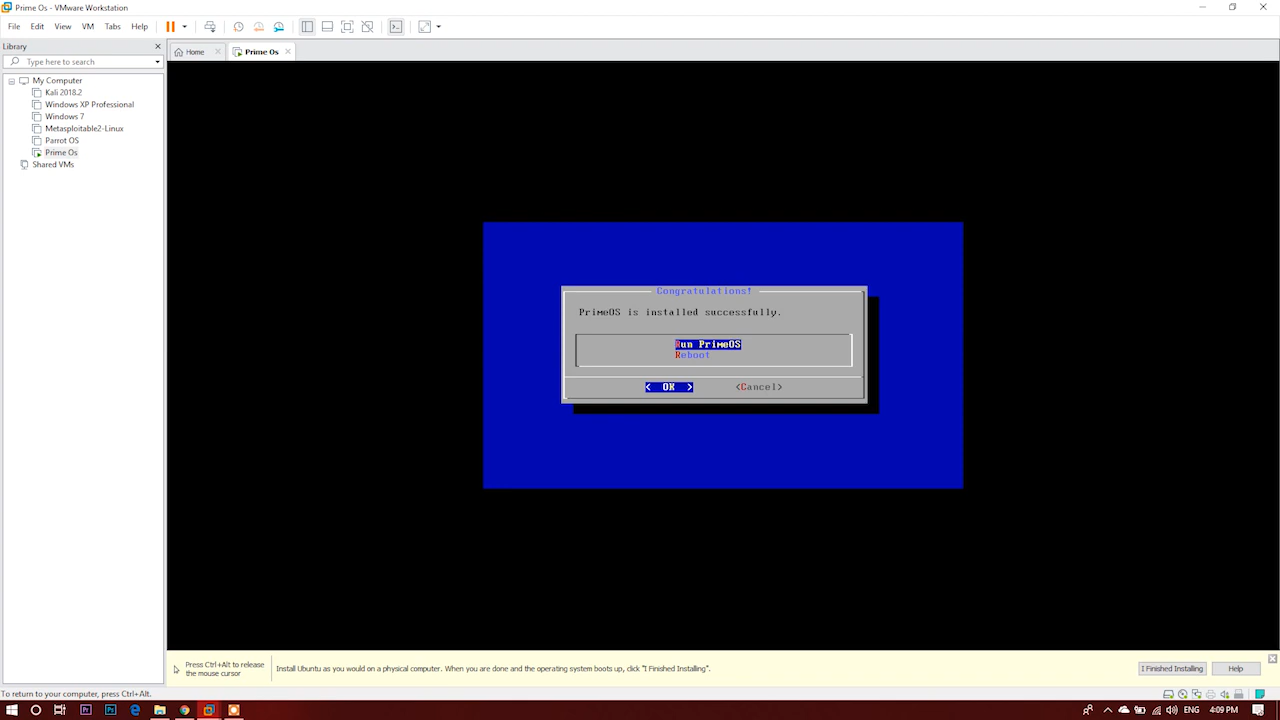 Prime Os - VMware Workstation
File Edit View VM Tabs Help
Library
Home Prime Os
Type here to search
My Computer
Kali 2018.2
Windows XP Professional
Windows 7
Metasploitable2-Linux
Parrot OS
Prime Os
Shared VMs
Congratulations!
PrimeOS is installed successfully.
Run PrimeOS
Reboot
< OK > <Cancel>
Press Ctrl+Alt to release
the mouse cursor
Install Ubuntu as you would on a physical computer. When you are done and the operating system boots up, click "I Finished Installing".
I Finished Installing Help
To return to your computer, press Ctrl+Alt.
Pr Ps ENG 4:09 PM